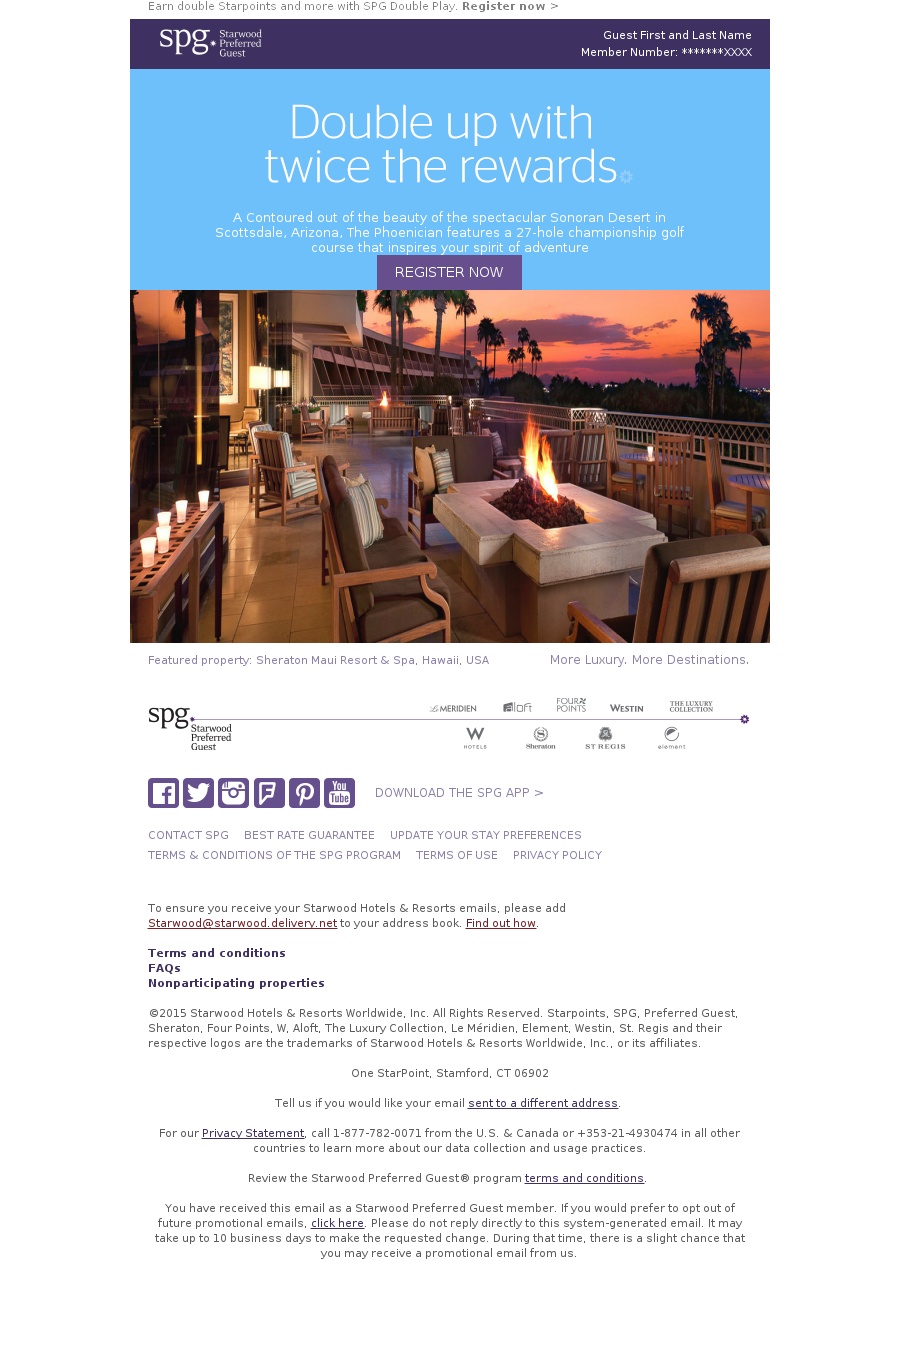 Earn double Starpoints and more with SPG Double Play. Register now >
spg Starwood
Preferred
Guest
Guest First and Last Name
Member Number: *******XXXX
Double up with
twice the rewards
A Contoured out of the beauty of the spectacular Sonoran Desert in
Scottsdale, Arizona, The Phoenician features a 27-hole championship golf
course that inspires your spirit of adventure
REGISTER NOW
Featured property: Sheraton Maui Resort & Spa, Hawaii, USA
More Luxury. More Destinations.
spg
Starwood
Preferred
Guest
LE MERIDIEN
aloft
FOUR
POINTS
WESTIN
THE LUXURY
COLLECTION
W
HOTELS
Sheraton
ST REGIS
element
You
Tube
DOWNLOAD THE SPG APP >
CONTACT SPG BEST RATE GUARANTEE UPDATE YOUR STAY PREFERENCES
TERMS & CONDITIONS OF THE SPG PROGRAM TERMS OF USE PRIVACY POLICY
To ensure you receive your Starwood Hotels & Resorts emails, please add
Starwood@starwood.delivery.net to your address book. Find out how.
Terms and conditions
FAQs
Nonparticipating properties
©2015 Starwood Hotels & Resorts Worldwide, Inc. All Rights Reserved. Starpoints, SPG, Preferred Guest,
Sheraton, Four Points, W, Aloft, The Luxury Collection, Le Méridien, Element, Westin, St. Regis and their
respective logos are the trademarks of Starwood Hotels & Resorts Worldwide, Inc., or its affiliates.
One StarPoint, Stamford, CT 06902
Tell us if you would like your email sent to a different address.
For our Privacy Statement, call 1-877-782-0071 from the U.S. & Canada or +353-21-4930474 in all other
countries to learn more about our data collection and usage practices.
Review the Starwood Preferred Guest® program terms and conditions.
You have received this email as a Starwood Preferred Guest member. If you would prefer to opt out of
future promotional emails, click here. Please do not reply directly to this system-generated email. It may
take up to 10 business days to make the requested change. During that time, there is a slight chance that
you may receive a promotional email from us.